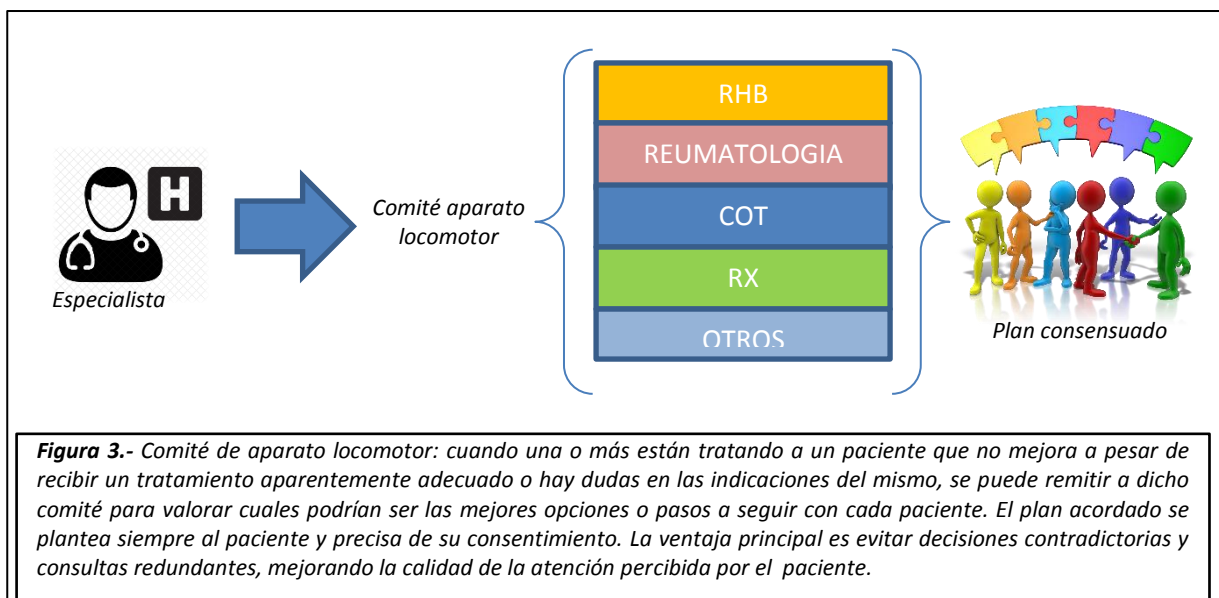 RHB
REUMATOLOGIA
COT
RX
OTROS
H
Especialista
Comité aparato
locomotor
Plan consensuado
Figura 3.- Comité de aparato locomotor: cuando una o más están tratando a un paciente que no mejora a pesar de
recibir un tratamiento aparentemente adecuado o hay dudas en las indicaciones del mismo, se puede remitir a dicho
comité para valorar cuales podrían ser las mejores opciones o pasos a seguir con cada paciente. El plan acordado se
plantea siempre al paciente y precisa de su consentimiento. La ventaja principal es evitar decisiones contradictorias y
consultas redundantes, mejorando la calidad de la atención percibida por el paciente.